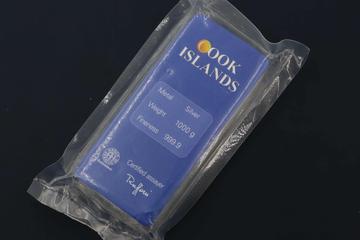 COOK
ISLANDS
Metal Silver
Weight 1000 g
Fineness 999.9
Certified assayer